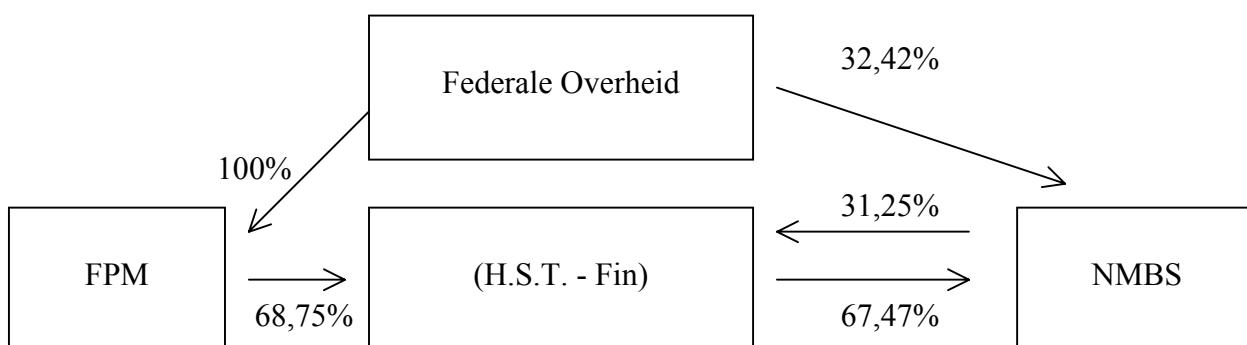 32,42%
Federale Overheid
100%
31,25%
FPM
(H.S.T. - Fin)
NMBS
68,75%
67,47%